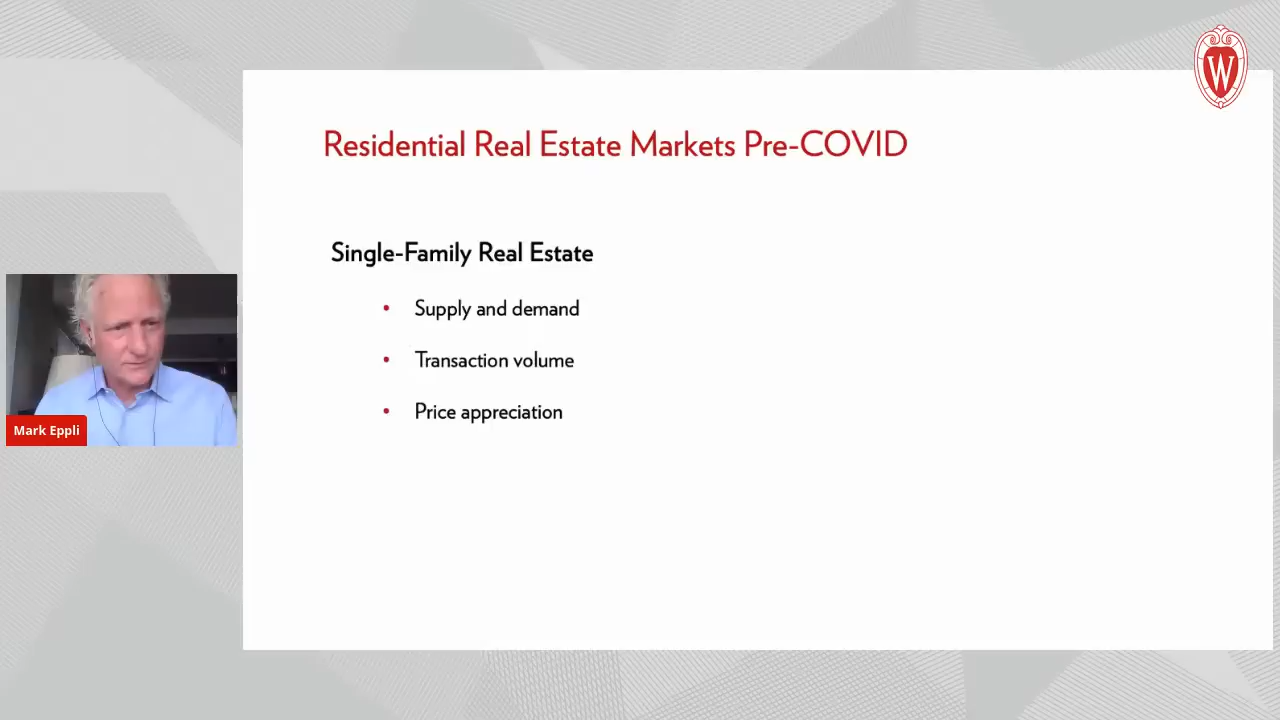 W
Residential Real Estate Markets Pre-COVID
Single-Family Real Estate
• Supply and demand
• Transaction volume
• Price appreciation
Mark Eppli